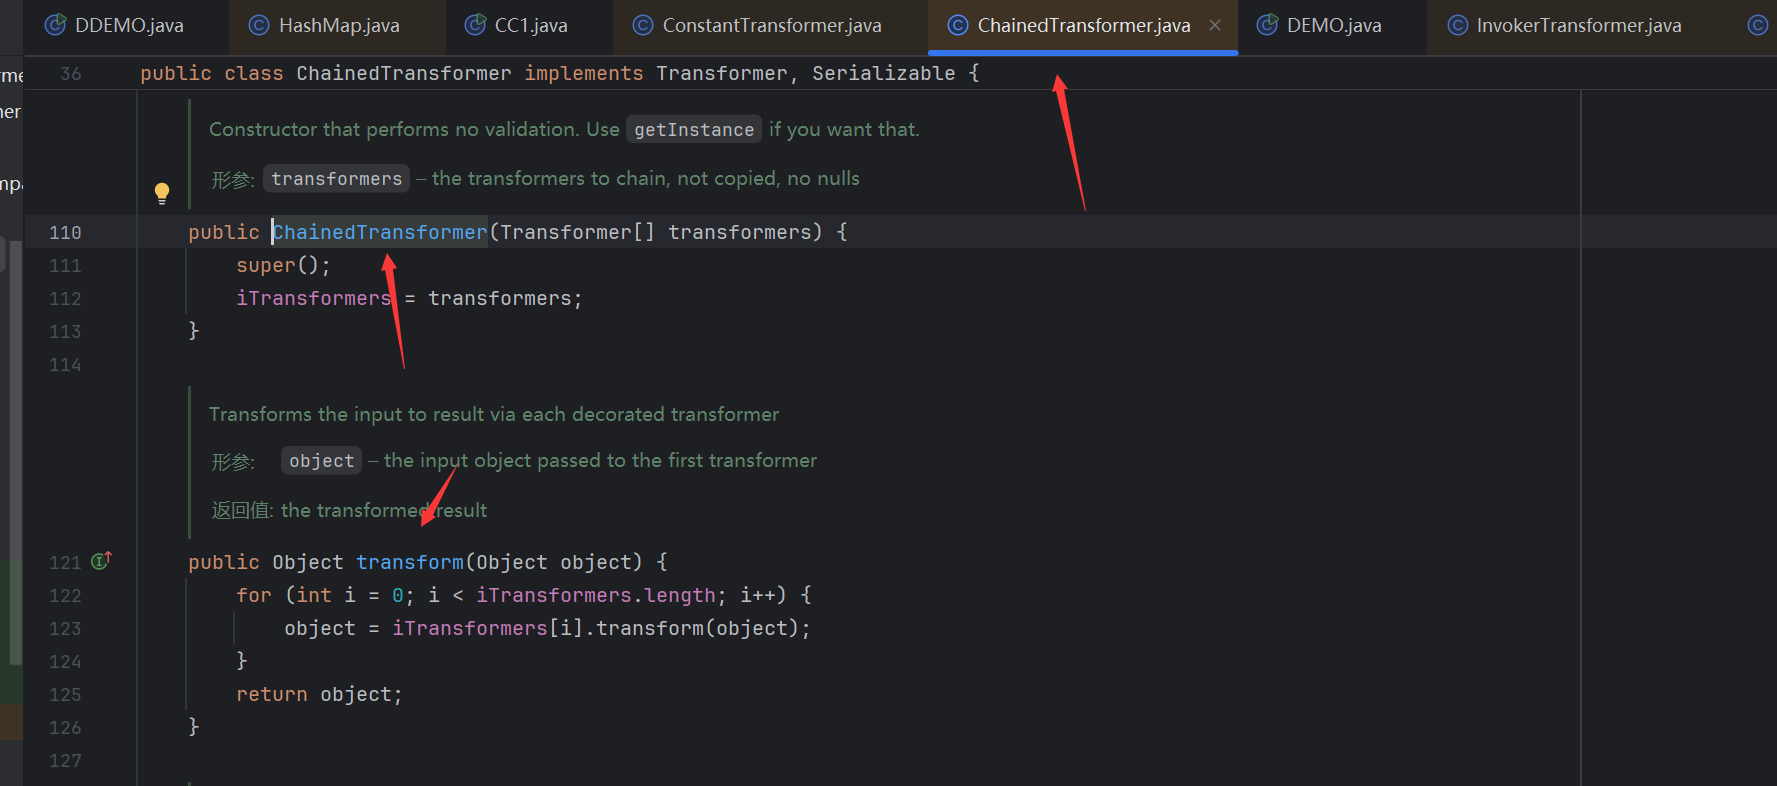 DDEMO.java HashMap.java CC1.java ConstantTransformer.java ChainedTransformer.java × DEMO.java InvokerTransformer.java
36 public class ChainedTransformer implements Transformer, Serializable {
Constructor that performs no validation. Use getInstance if you want that.
形参: transformers – the transformers to chain, not copied, no nulls
110 public ChainedTransformer(Transformer[] transformers) {
111 super();
112 iTransformers = transformers;
113 }
114
Transforms the input to result via each decorated transformer
形参: object – the input object passed to the first transformer
返回值: the transformed result
121 public Object transform(Object object) {
122 for (int i = 0; i < iTransformers.length; i++) {
123 object = iTransformers[i].transform(object);
124 }
125 return object;
126 }
127